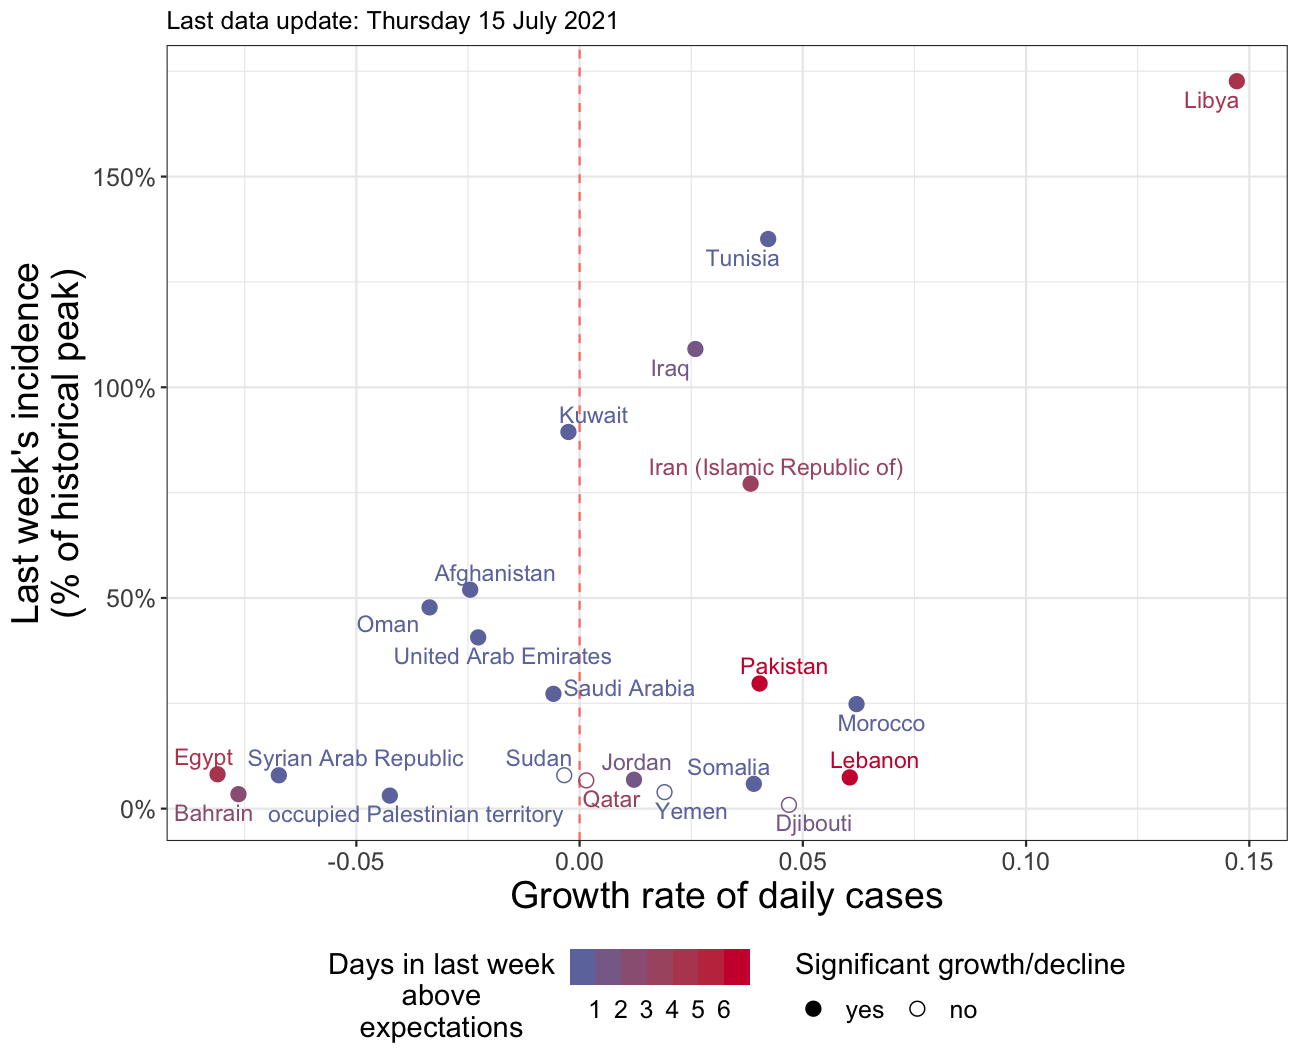 Last data update: Thursday 15 July 2021
Last week's incidence
(% of historical peak)
150%
100%
50%
0%
Libya
Tunisia
Iraq
Kuwait
Iran (Islamic Republic of)
Afghanistan
Oman
United Arab Emirates
Pakistan
Saudi Arabia
Morocco
Egypt
Syrian Arab Republic
Sudan
Jordan
Somalia
Lebanon
Bahrain
occupied Palestinian territory
Qatar
Yemen
Djibouti
-0.05 0.00 0.05 0.10 0.15
Growth rate of daily cases
Days in last week
above
expectations
1 2 3 4 5 6
Significant growth/decline
yes no